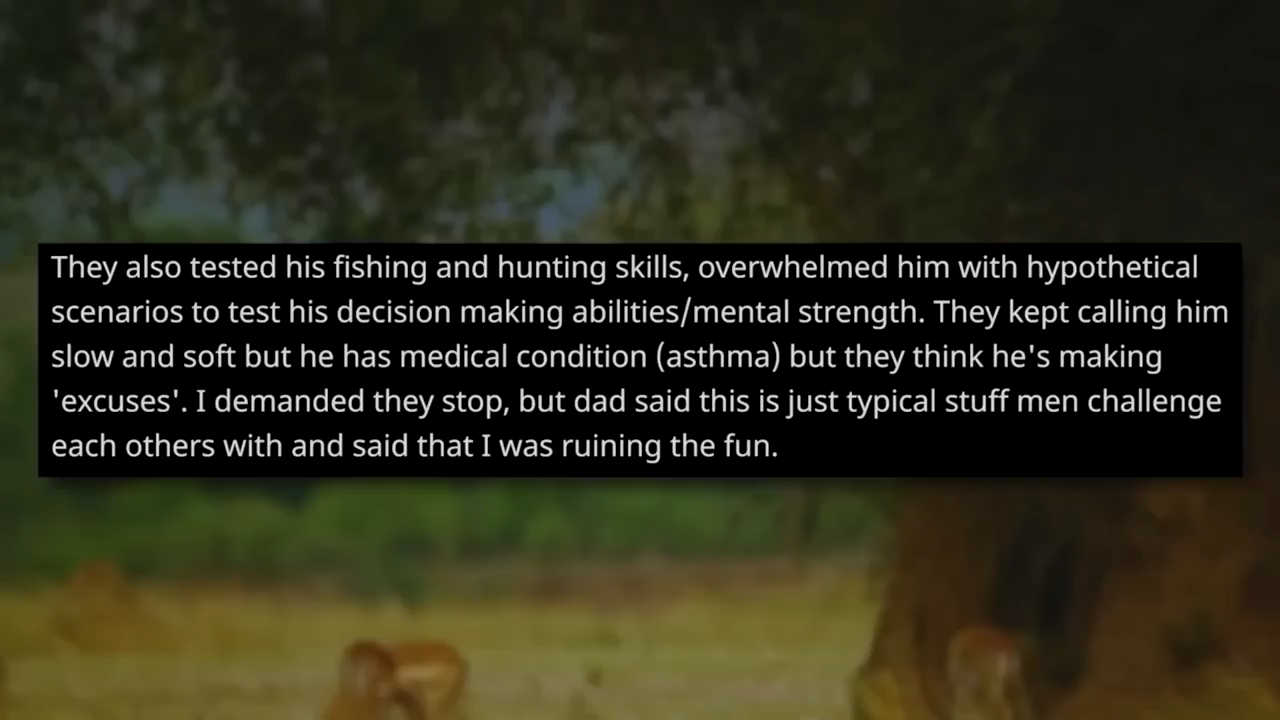 They also tested his fishing and hunting skills, overwhelmed him with hypothetical
scenarios to test his decision making abilities/mental strength. They kept calling him
slow and soft but he has medical condition (asthma) but they think he's making
'excuses'. I demanded they stop, but dad said this is just typical stuff men challenge
each others with and said that I was ruining the fun.